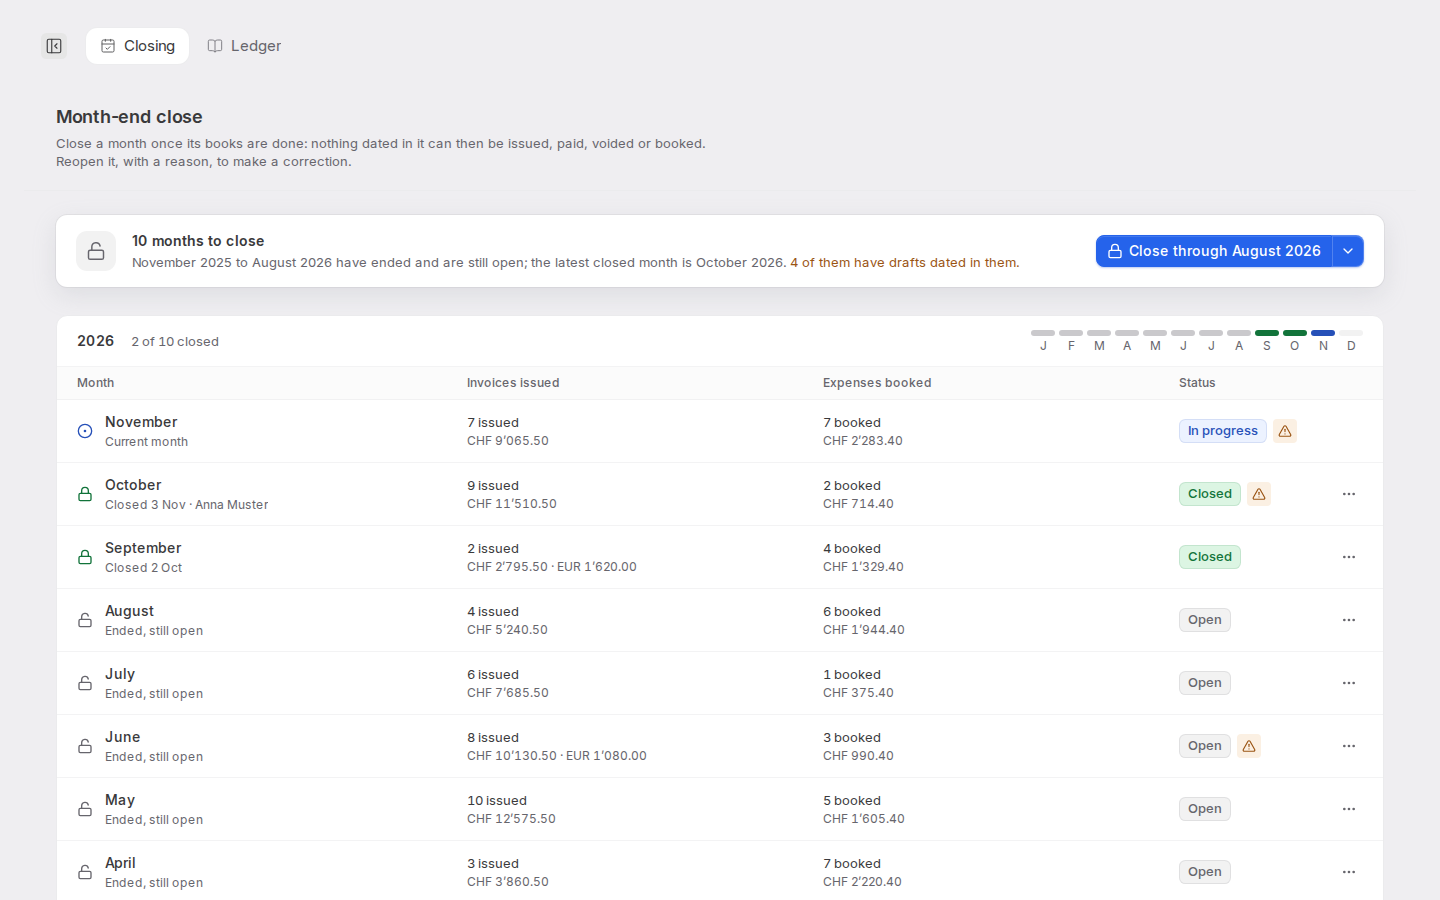 Closing
Ledger
Month-end close
Close a month once its books are done: nothing dated in it can then be issued, paid, voided or booked.
Reopen it, with a reason, to make a correction.
10 months to close
November 2025 to August 2026 have ended and are still open; the latest closed month is October 2026. 4 of them have drafts dated in them.
Close through August 2026
2026 2 of 10 closed
J F M A M J J A S O N D
Month Invoices issued Expenses booked Status
November 7 issued 7 booked
Current month CHF 9’065.50 CHF 2’283.40 In progress
October 9 issued 2 booked
Closed 3 Nov · Anna Muster CHF 11’510.50 CHF 714.40 Closed
September 2 issued 4 booked
Closed 2 Oct CHF 2’795.50 · EUR 1’620.00 CHF 1’329.40 Closed
August 4 issued 6 booked
Ended, still open CHF 5’240.50 CHF 1’944.40 Open
July 6 issued 1 booked
Ended, still open CHF 7’685.50 CHF 375.40 Open
June 8 issued 3 booked
Ended, still open CHF 10’130.50 · EUR 1’080.00 CHF 990.40 Open
May 10 issued 5 booked
Ended, still open CHF 12’575.50 CHF 1’605.40 Open
April 3 issued 7 booked
Ended, still open CHF 3’860.50 CHF 2’220.40 Open